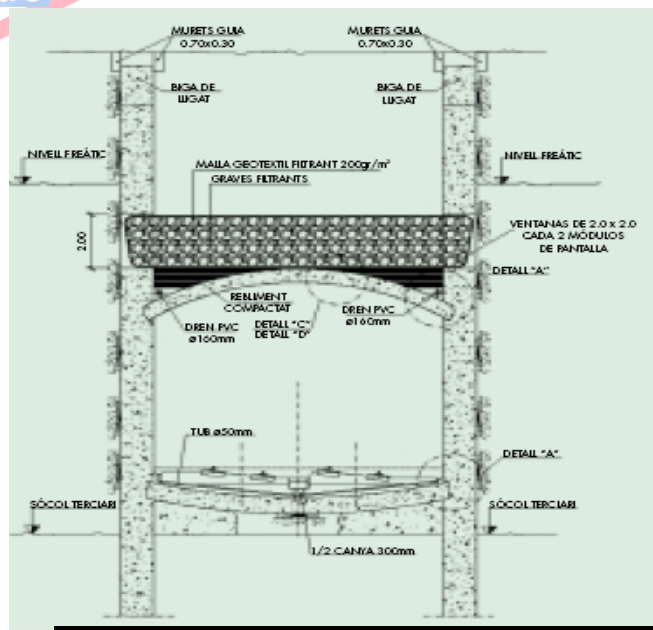 MURETS GUIA
0.70x0.30
MURETS GUIA
0.70x0.30
BIGA DE
LLIGAT
BIGA DE
LLIGAT
NIVELL FREÀTIC
NIVELL FREÀTIC
MALLA GEOTEXTIL FILTRANT 200gr/m²
GRAVES FILTRANTS
2.00
VENTANAS DE 2.0 x 2.0
CADA 2 MÓDULOS
DE PANTALLA
DETALL "A"
REBLIMENT
COMPACTAT
DREN PVC
ø160mm
DETALL "C"
DETALL "D"
DREN PVC
ø160mm
TUB ø50mm
DETALL "A"
SÒCOL TERCIARI
SÒCOL TERCIARI
1/2 CANYA 300mm